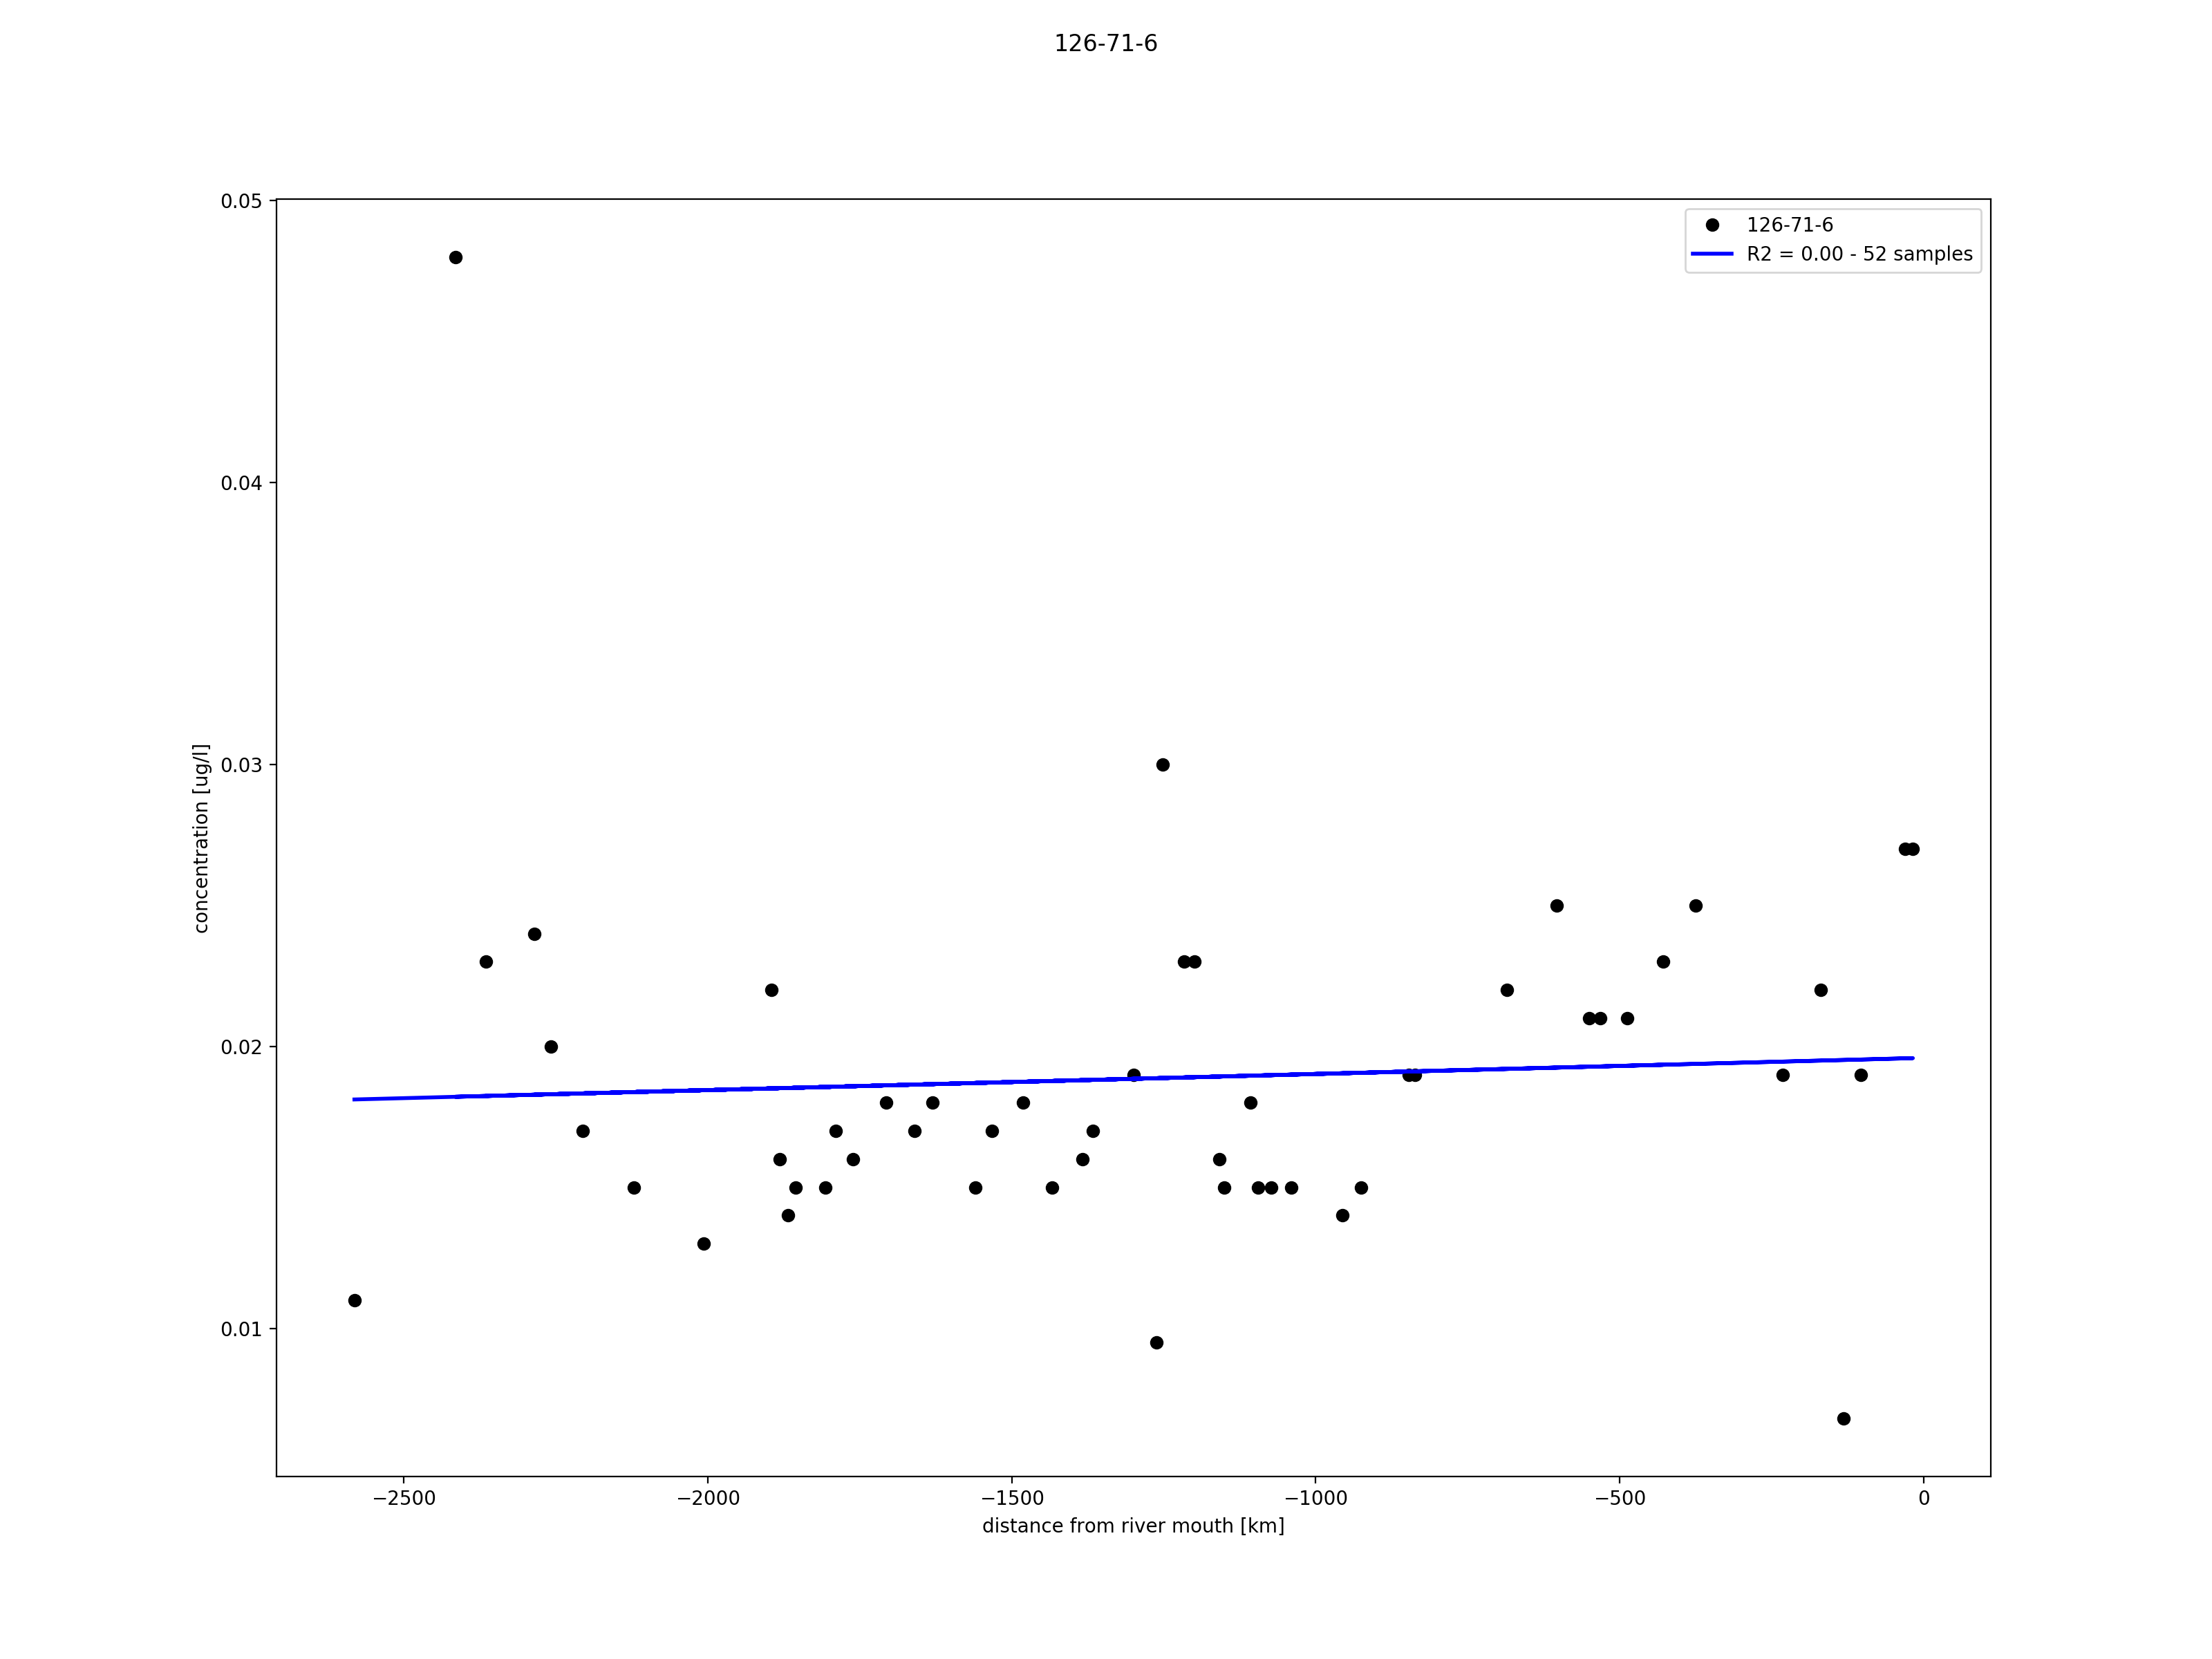 126-71-6
126-71-6
R2 = 0.00 - 52 samples
0.05
0.04
0.03
0.02
0.01
concentration [ug/l]
−2500 −2000 −1500 −1000 −500 0
distance from river mouth [km]